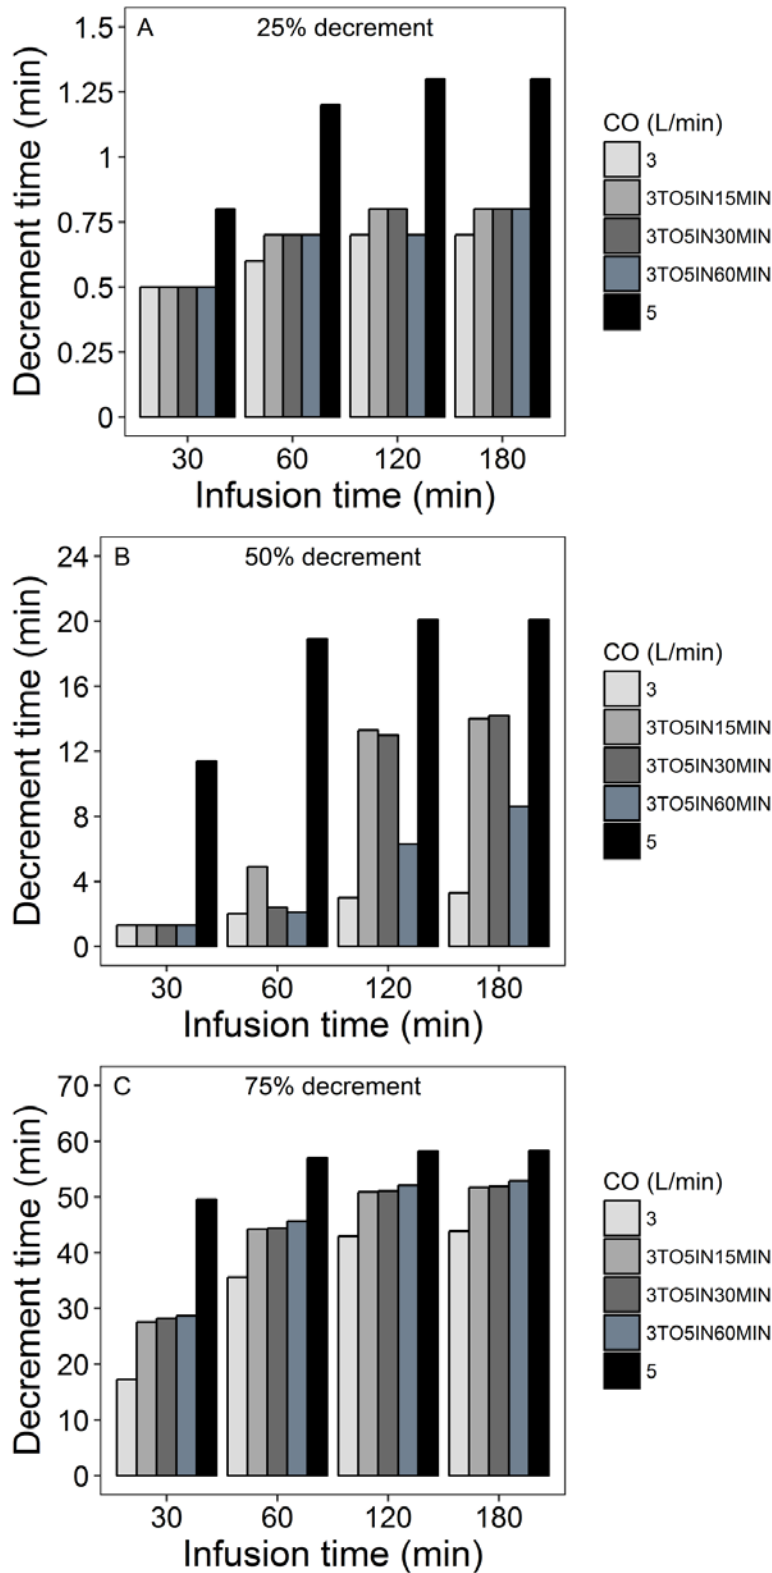 A 25% decrement
Decrement time (min)
1.5
1.25
1
0.75
0.5
0.25
0
30 60 120 180
Infusion time (min)
CO (L/min)
3
3TO5IN15MIN
3TO5IN30MIN
3TO5IN60MIN
5
B 50% decrement
Decrement time (min)
24
20
16
12
8
4
0
30 60 120 180
Infusion time (min)
CO (L/min)
3
3TO5IN15MIN
3TO5IN30MIN
3TO5IN60MIN
5
C 75% decrement
Decrement time (min)
70
60
50
40
30
20
10
0
30 60 120 180
Infusion time (min)
CO (L/min)
3
3TO5IN15MIN
3TO5IN30MIN
3TO5IN60MIN
5